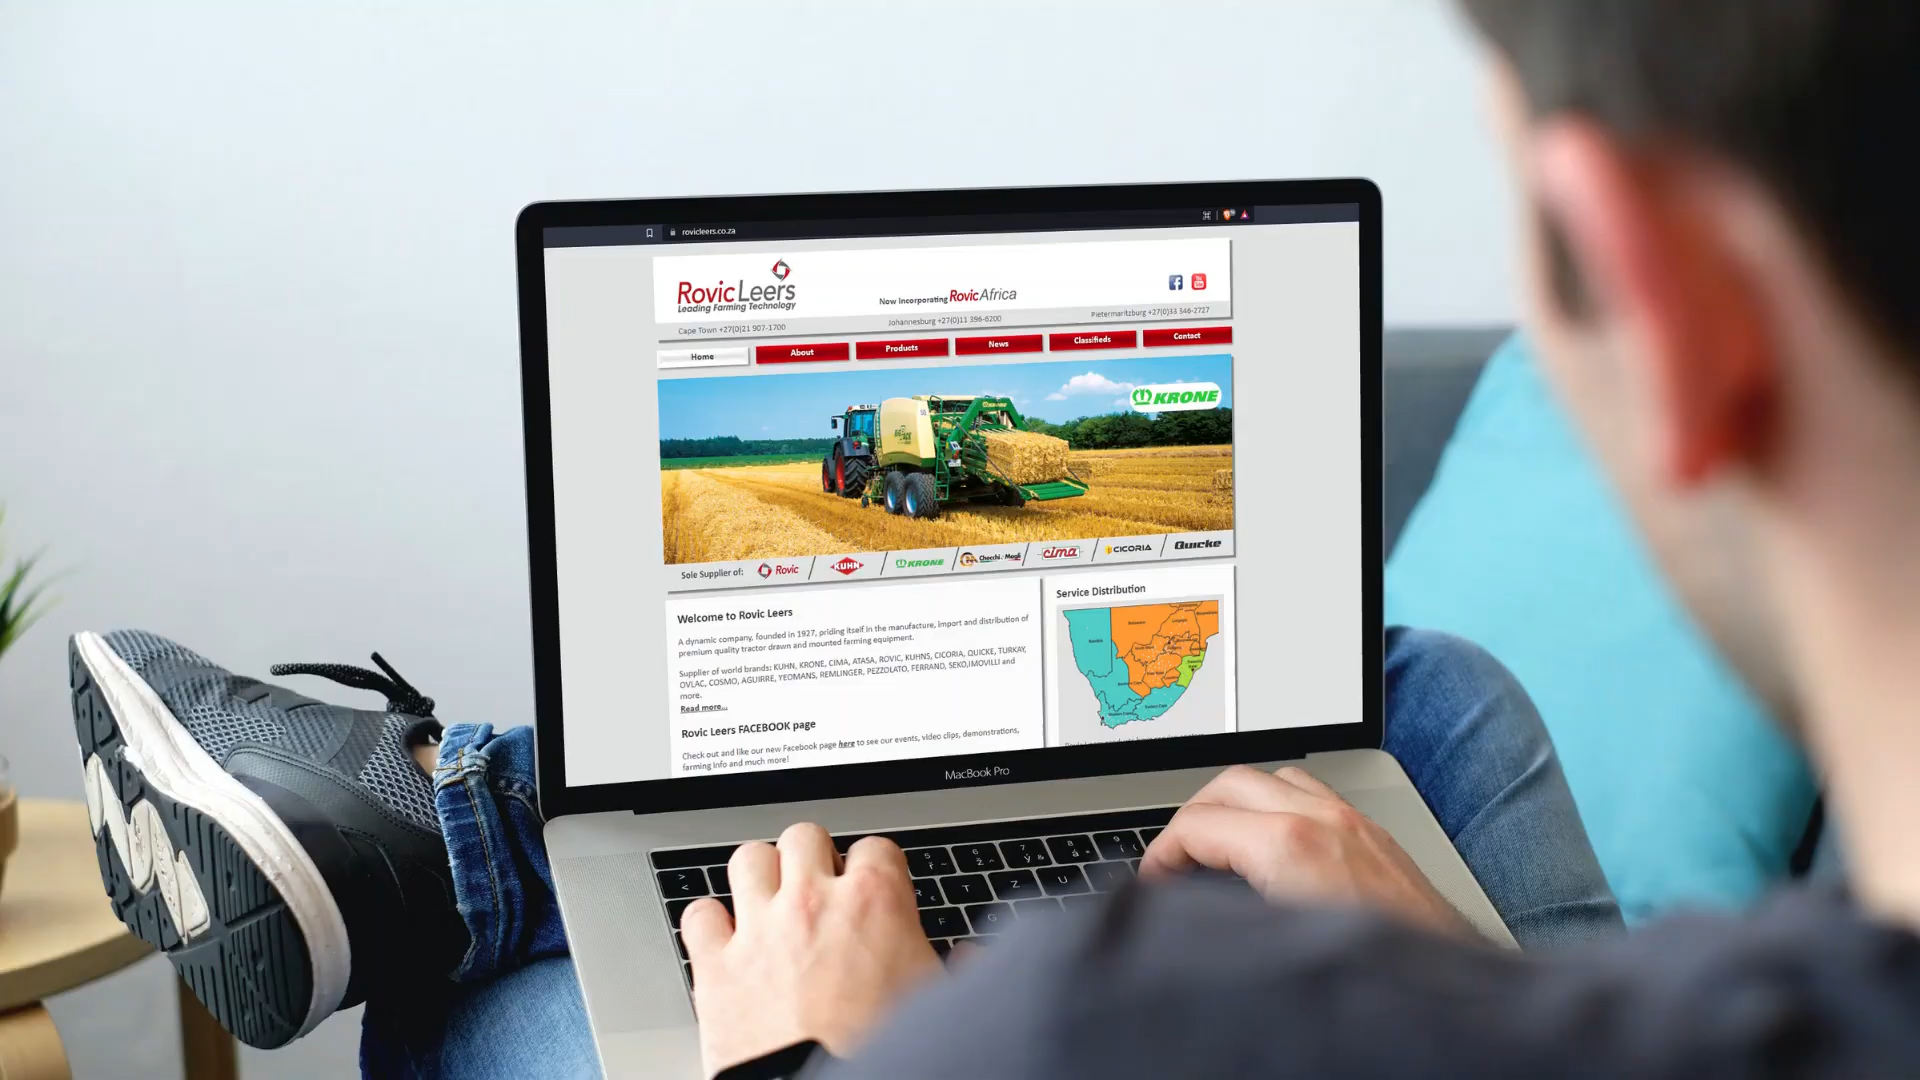 rovicleers.co.za
Rovic Leers
Leading Farming Technology
Now Incorporating RovicAfrica
Cape Town +27(0)21 907-1700
Johannesburg +27(0)11 396-6200
Pietermaritzburg +27(0)33 346-2727
Home
About
Products
News
Classifieds
Contact
KRONE
Sole Supplier of:
Rovic
KUHN
KRONE
Checchi & Magli
cima
CICORIA
Quicke
Welcome to Rovic Leers
A dynamic company, founded in 1927, priding itself in the manufacture, import and distribution of
premium quality tractor drawn and mounted farming equipment.
Supplier of world brands: KUHN, KRONE, CIMA, ATASA, ROVIC, KUHNS, CICORIA, QUICKE, TURKAY,
OVLAC, COSMO, AGUIRRE, YEOMANS, REMLINGER, PEZZOLATO, FERRAND, SEKO,IMOVILLI and
more.
Read more...
Rovic Leers FACEBOOK page
Check out and like our new Facebook page here to see our events, video clips, demonstrations,
farming info and much more!
Service Distribution
MacBook Pro